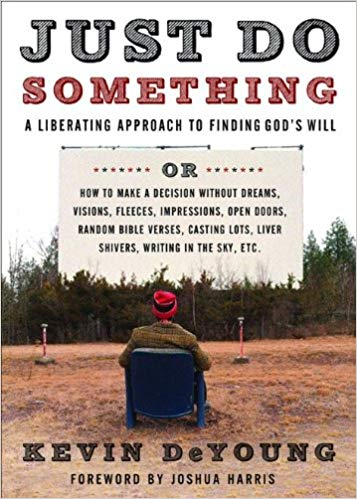 JUST DO
SOMETHING
A LIBERATING APPROACH TO FINDING GOD'S WILL
OR
HOW TO MAKE A DECISION WITHOUT DREAMS,
VISIONS, FLEECES, IMPRESSIONS, OPEN DOORS,
RANDOM BIBLE VERSES, CASTING LOTS, LIVER
SHIVERS, WRITING IN THE SKY, ETC.
KEVIN DeYOUNG
FOREWORD BY JOSHUA HARRIS